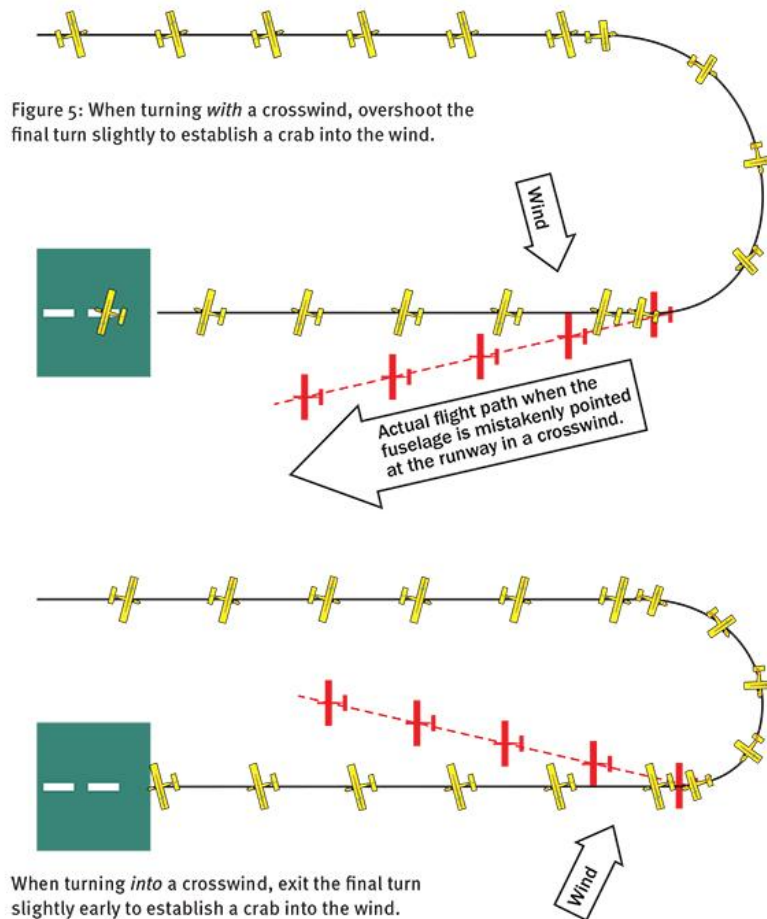 Figure 5: When turning with a crosswind, overshoot the
final turn slightly to establish a crab into the wind.
Wind
Actual flight path when the
fuselage is mistakenly pointed
at the runway in a crosswind.
Wind
When turning into a crosswind, exit the final turn
slightly early to establish a crab into the wind.